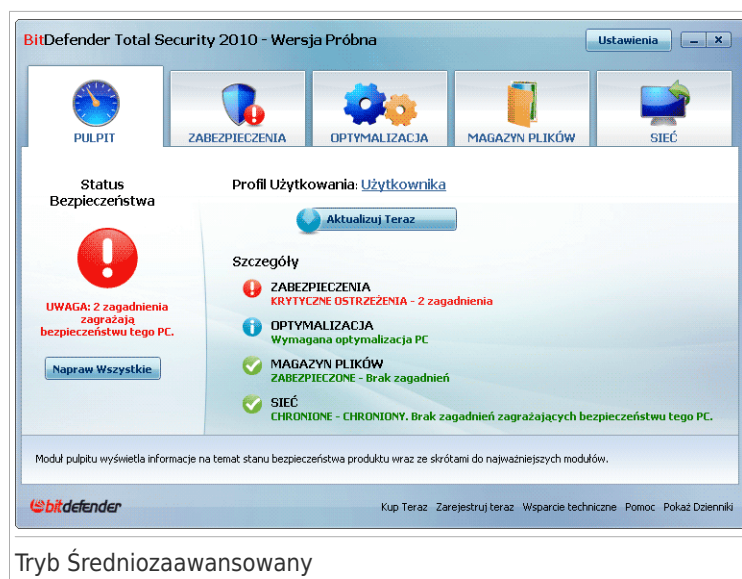 BitDefender Total Security 2010 - Wersja Próbna
Ustawienia
PULPIT
ZABEZPIECZENIA
OPTYMALIZACJA
MAGAZYN PLIKÓW
SIEĆ
Status
Bezpieczeństwa
UWAGA: 2 zagadnienia
zagrażają
bezpieczeństwu tego PC.
Napraw Wszystkie
Profil Użytkowania: Użytkownika
Aktualizuj Teraz
Szczegóły
ZABEZPIECZENIA
KRYTYCZNE OSTRZEŻENIA - 2 zagadnienia
OPTYMALIZACJA
Wymagana optymalizacja PC
MAGAZYN PLIKÓW
ZABEZPIECZONE - Brak zagadnień
SIEĆ
CHRONIONE - CHRONIONY. Brak zagadnień zagrażających bezpieczeństwu tego PC.
Moduł pulpitu wyświetla informacje na temat stanu bezpieczeństwa produktu wraz ze skrótami do najważniejszych modułów.
bitdefender
Kup Teraz Zarejestruj teraz Wsparcie techniczne Pomoc Pokaż Dzienniki
Tryb Średniozaawansowany